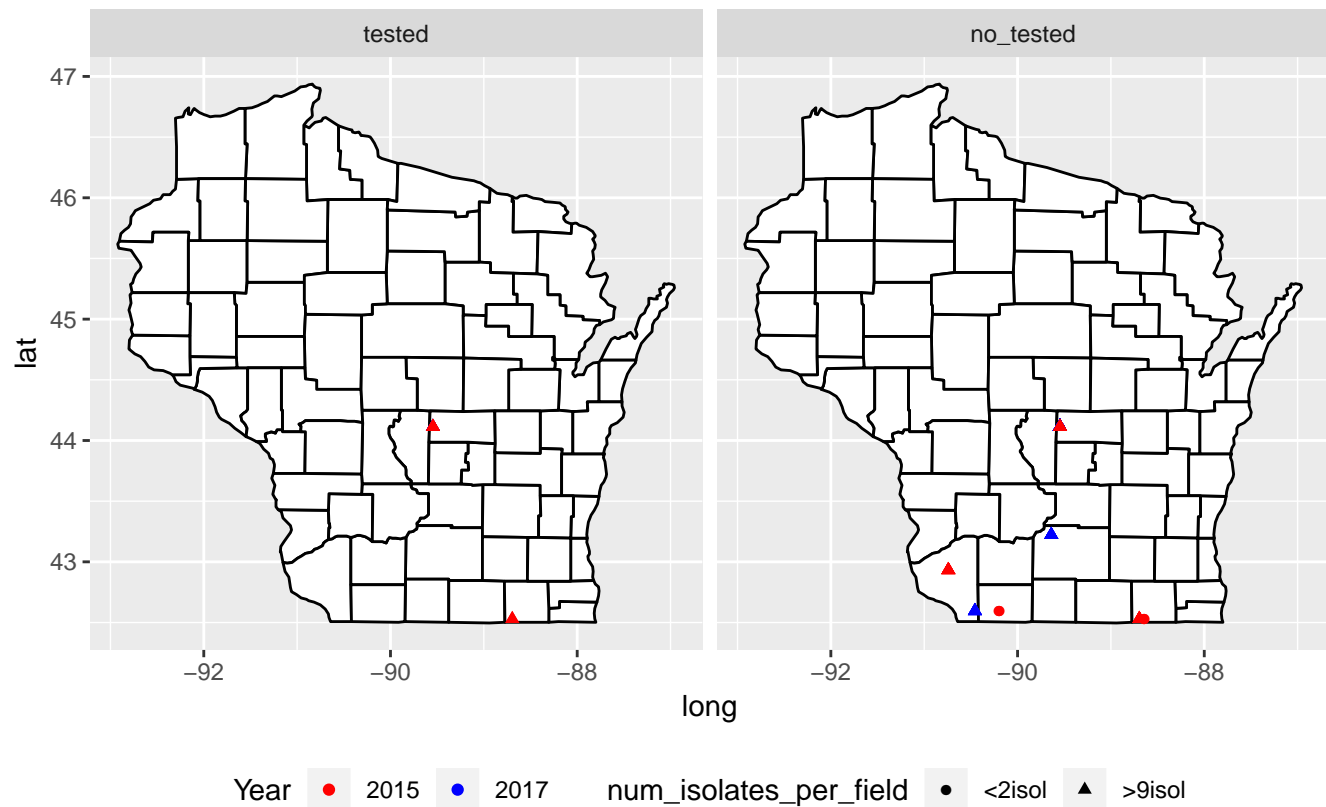 tested no_tested
47
46
45
44
43
lat
−92 −90 −88 −92 −90 −88
long
Year 2015 2017 num_isolates_per_field <2isol >9isol